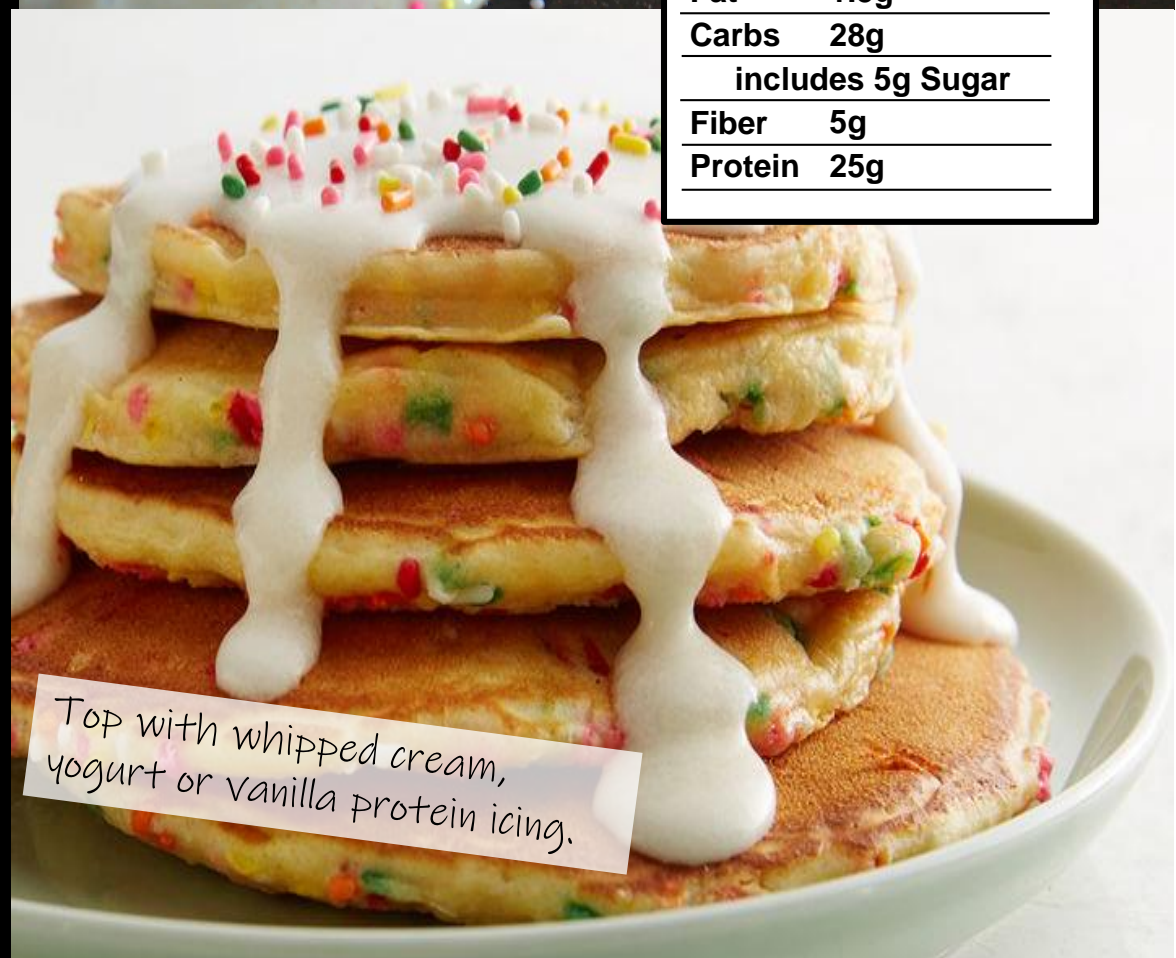 Carbs 28g
includes 5g Sugar
Fiber 5g
Protein 25g
Top with whipped cream,
yogurt or vanilla protein icing.